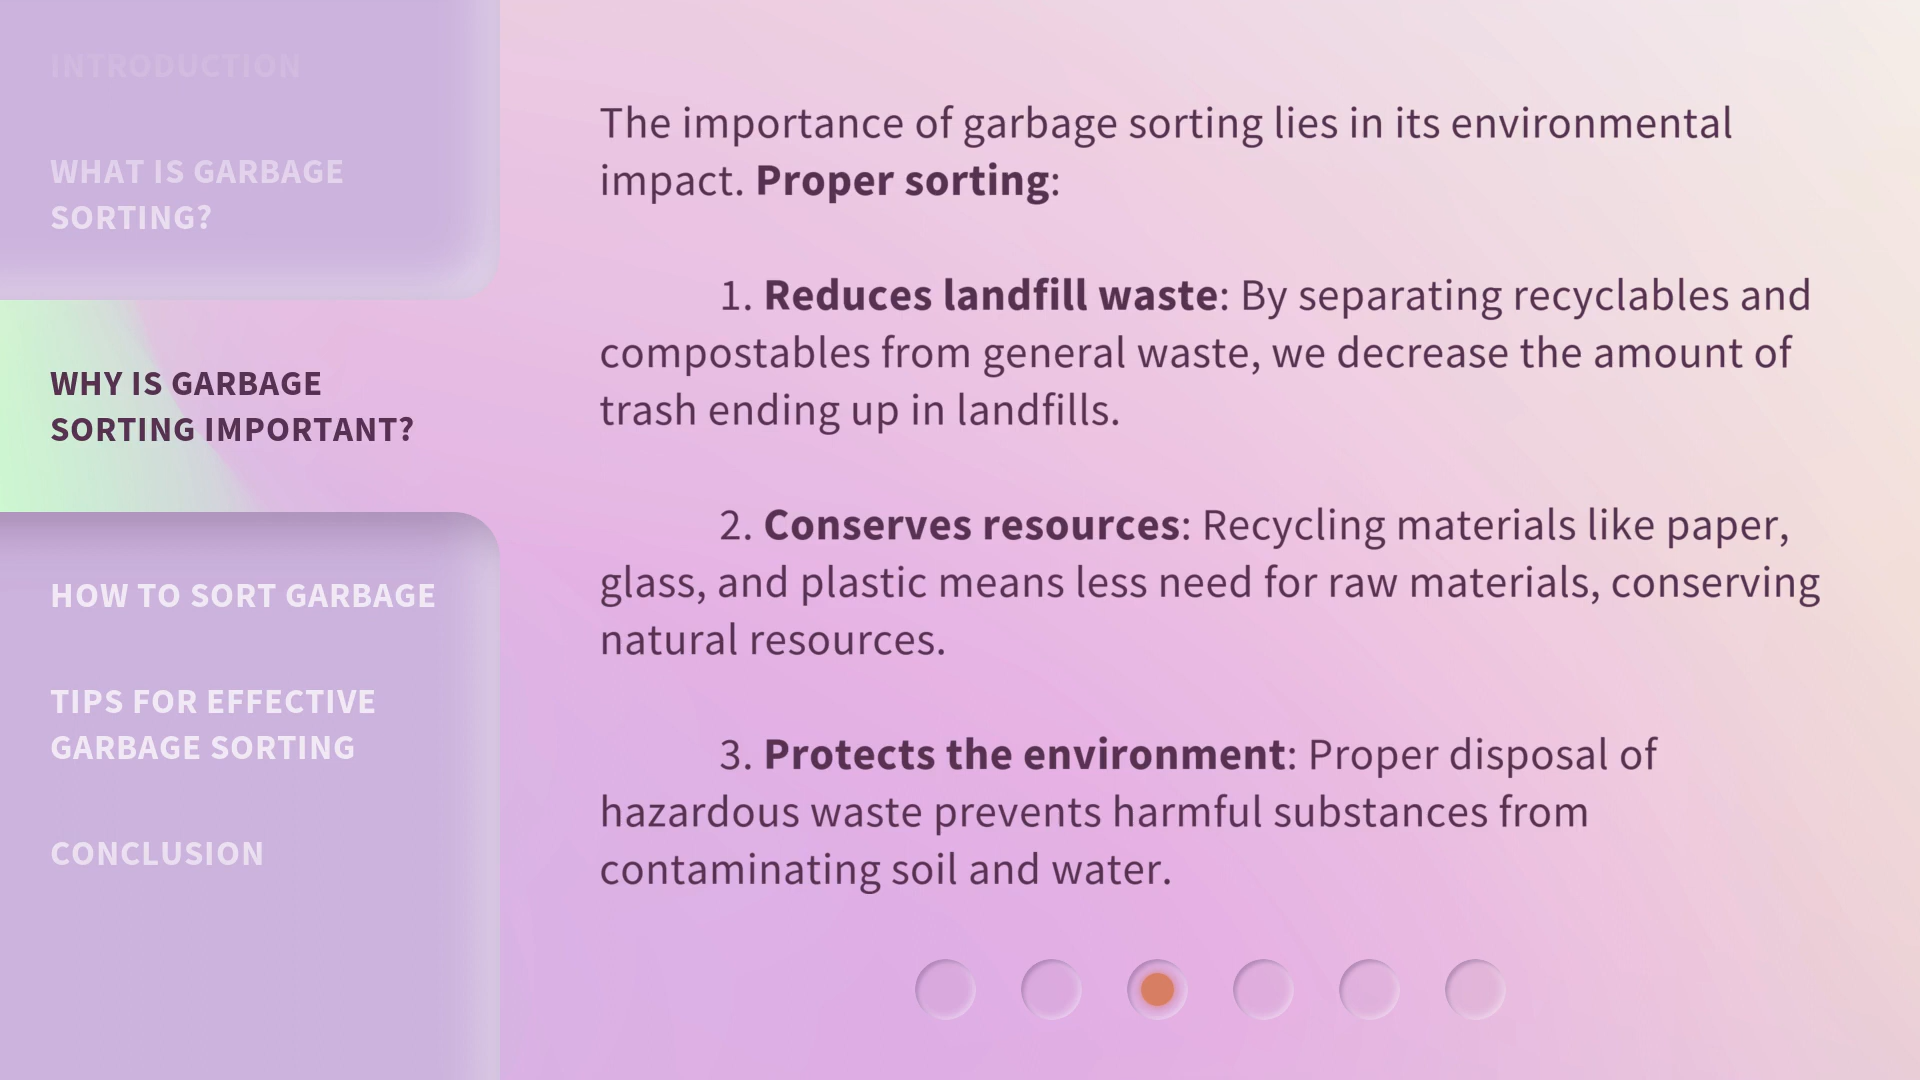 INTRODUCTION
WHAT IS GARBAGE
SORTING?
WHY IS GARBAGE
SORTING IMPORTANT?
HOW TO SORT GARBAGE
TIPS FOR EFFECTIVE
GARBAGE SORTING
CONCLUSION
The importance of garbage sorting lies in its environmental
impact. Proper sorting:
1. Reduces landfill waste: By separating recyclables and
compostables from general waste, we decrease the amount of
trash ending up in landfills.
2. Conserves resources: Recycling materials like paper,
glass, and plastic means less need for raw materials, conserving
natural resources.
3. Protects the environment: Proper disposal of
hazardous waste prevents harmful substances from
contaminating soil and water.